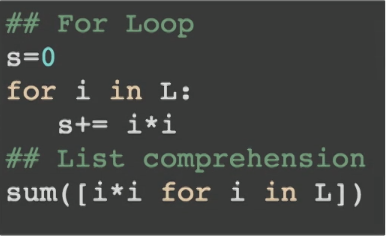 ## For Loop
s=0
for i in L:
   s+= i*i
## List comprehension
sum([i*i for i in L])